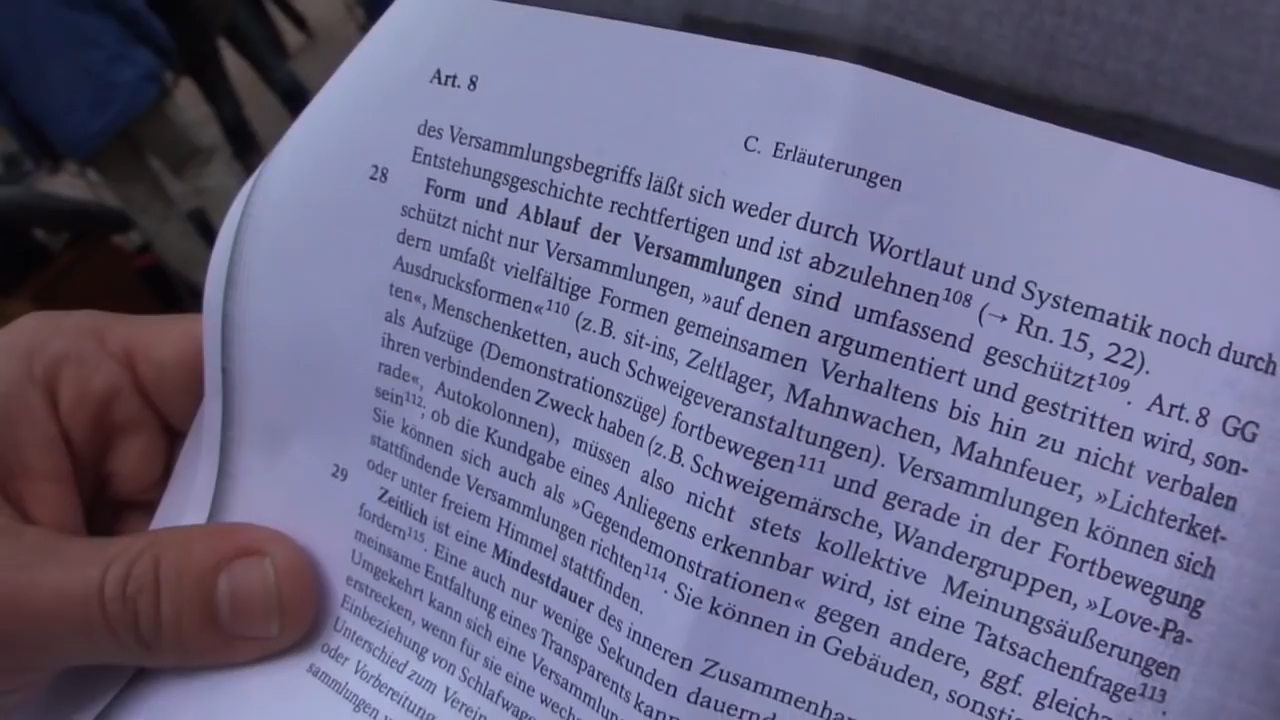 Art. 8
C. Erläuterungen
des Versammlungsbegriffs läßt sich weder durch Wortlaut und Systematik noch durch
Entstehungsgeschichte rechtfertigen und ist abzulehnen108 (→ Rn. 15, 22).
28 Form und Ablauf der Versammlungen sind umfassend geschützt109. Art. 8 GG
schützt nicht nur Versammlungen, »auf denen argumentiert und gestritten wird, son-
dern umfaßt vielfältige Formen gemeinsamen Verhaltens bis hin zu nicht verbalen
Ausdrucksformen«110 (z.B. sit-ins, Zeltlager, Mahnwachen, Mahnfeuer, »Lichterket-
ten«, Menschenketten, auch Schweigeveranstaltungen). Versammlungen können sich
als Aufzüge (Demonstrationszüge) fortbewegen111 und gerade in der Fortbewegung
ihren verbindenden Zweck haben (z.B. Schweigemärsche, Wandergruppen, »Love-Pa-
rade«, Autokolonnen), müssen also nicht stets kollektive Meinungsäußerungen
sein112; ob die Kundgabe eines Anliegens erkennbar wird, ist eine Tatsachenfrage113.
Sie können sich auch als »Gegendemonstrationen« gegen andere, ggf. gleich
stattfindende Versammlungen richten114. Sie können in Gebäuden, sonsti
oder unter freiem Himmel stattfinden.
29 Zeitlich ist eine Mindestdauer des inneren Zusammenha
fordern115. Eine auch nur wenige Sekunden dauernd
meinsame Entfaltung eines Transparents kann
Umgekehrt kann sich eine Versammlu
erstrecken, wenn für sie eine wech
Einbeziehung von Schlafwage
Unterschied zum Verein
oder Vorbereitung
sammlungen